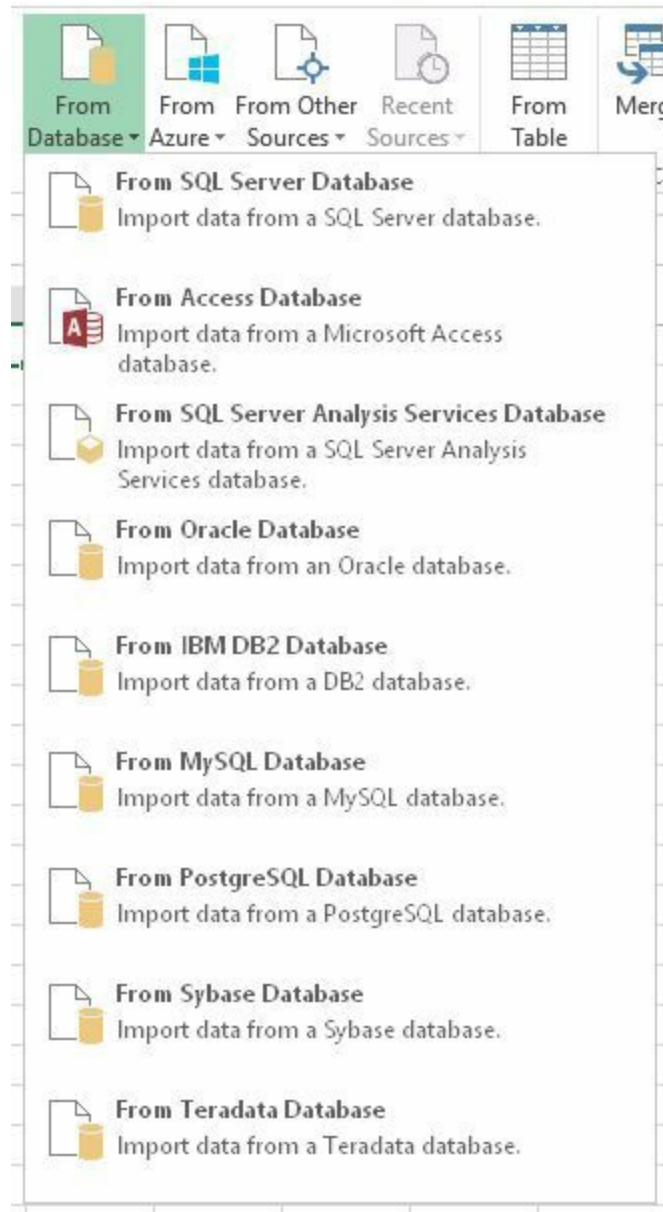 From From From Other Recent From
Database Azure Sources Sources Table
From SQL Server Database
Import data from a SQL Server database.
From Access Database
Import data from a Microsoft Access
database.
From SQL Server Analysis Services Database
Import data from a SQL Server Analysis
Services database.
From Oracle Database
Import data from an Oracle database.
From IBM DB2 Database
Import data from a DB2 database.
From MySQL Database
Import data from a MySQL database.
From PostgreSQL Database
Import data from a PostgreSQL database.
From Sybase Database
Import data from a Sybase database.
From Teradata Database
Import data from a Teradata database.